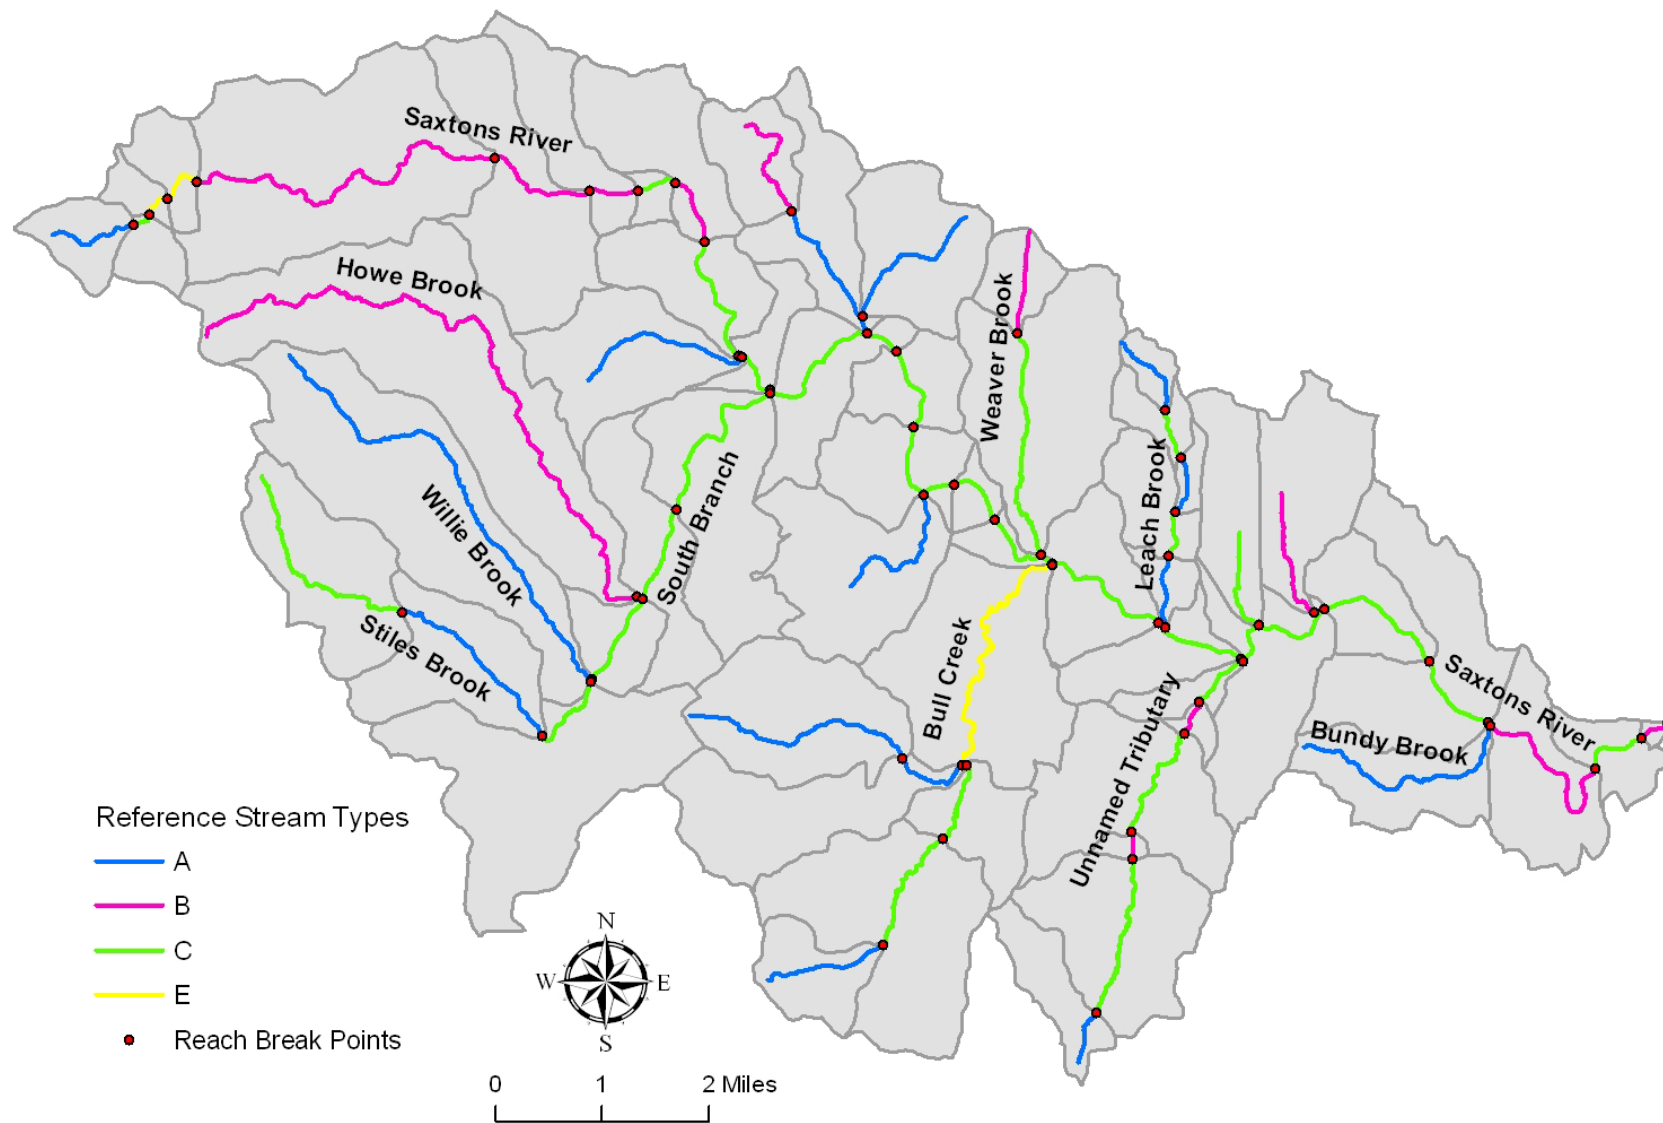 Saxtons River
Howe Brook
Weaver Brook
Leach Brook
Willie Brook
South Branch
Stiles Brook
Bull Creek
Unnamed Tributary
Saxtons River
Bundy Brook
Reference Stream Types
A
B
C
E
Reach Break Points
N
W
E
S
0 1 2 Miles